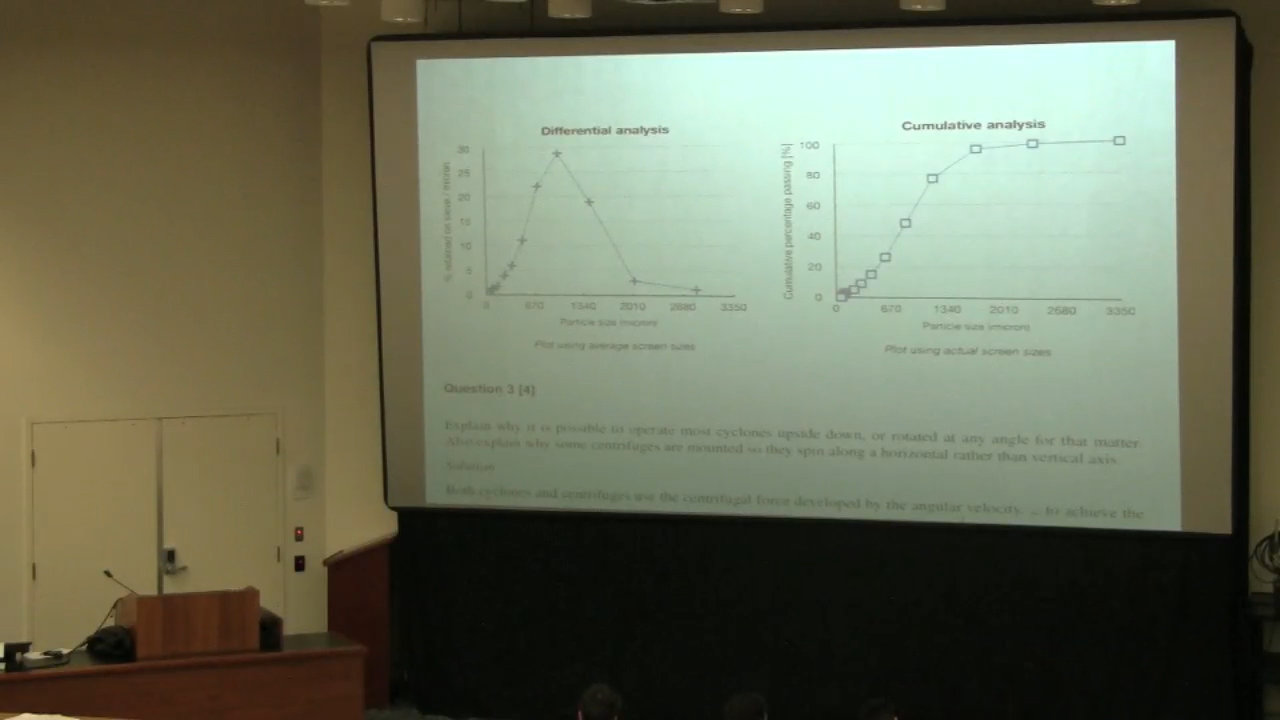 Differential analysis
30
25
20
15
10
5
0
% retained on sieve / micron
0 670 1340 2010 2680 3350
Particle size (micron)
Plot using average screen sizes
Cumulative analysis
100
80
60
40
20
0
Cumulative percentage passing [%]
0 670 1340 2010 2680 3350
Particle size (micron)
Plot using actual screen sizes
Question 3 [4]
Explain why it is possible to operate most cyclones upside down, or rotated at any angle for that matter.
Also explain why some centrifuges are mounted so they spin along a horizontal rather than vertical axis.
Solution
Both cyclones and centrifuges use the centrifugal force developed by the angular velocity, to achieve the